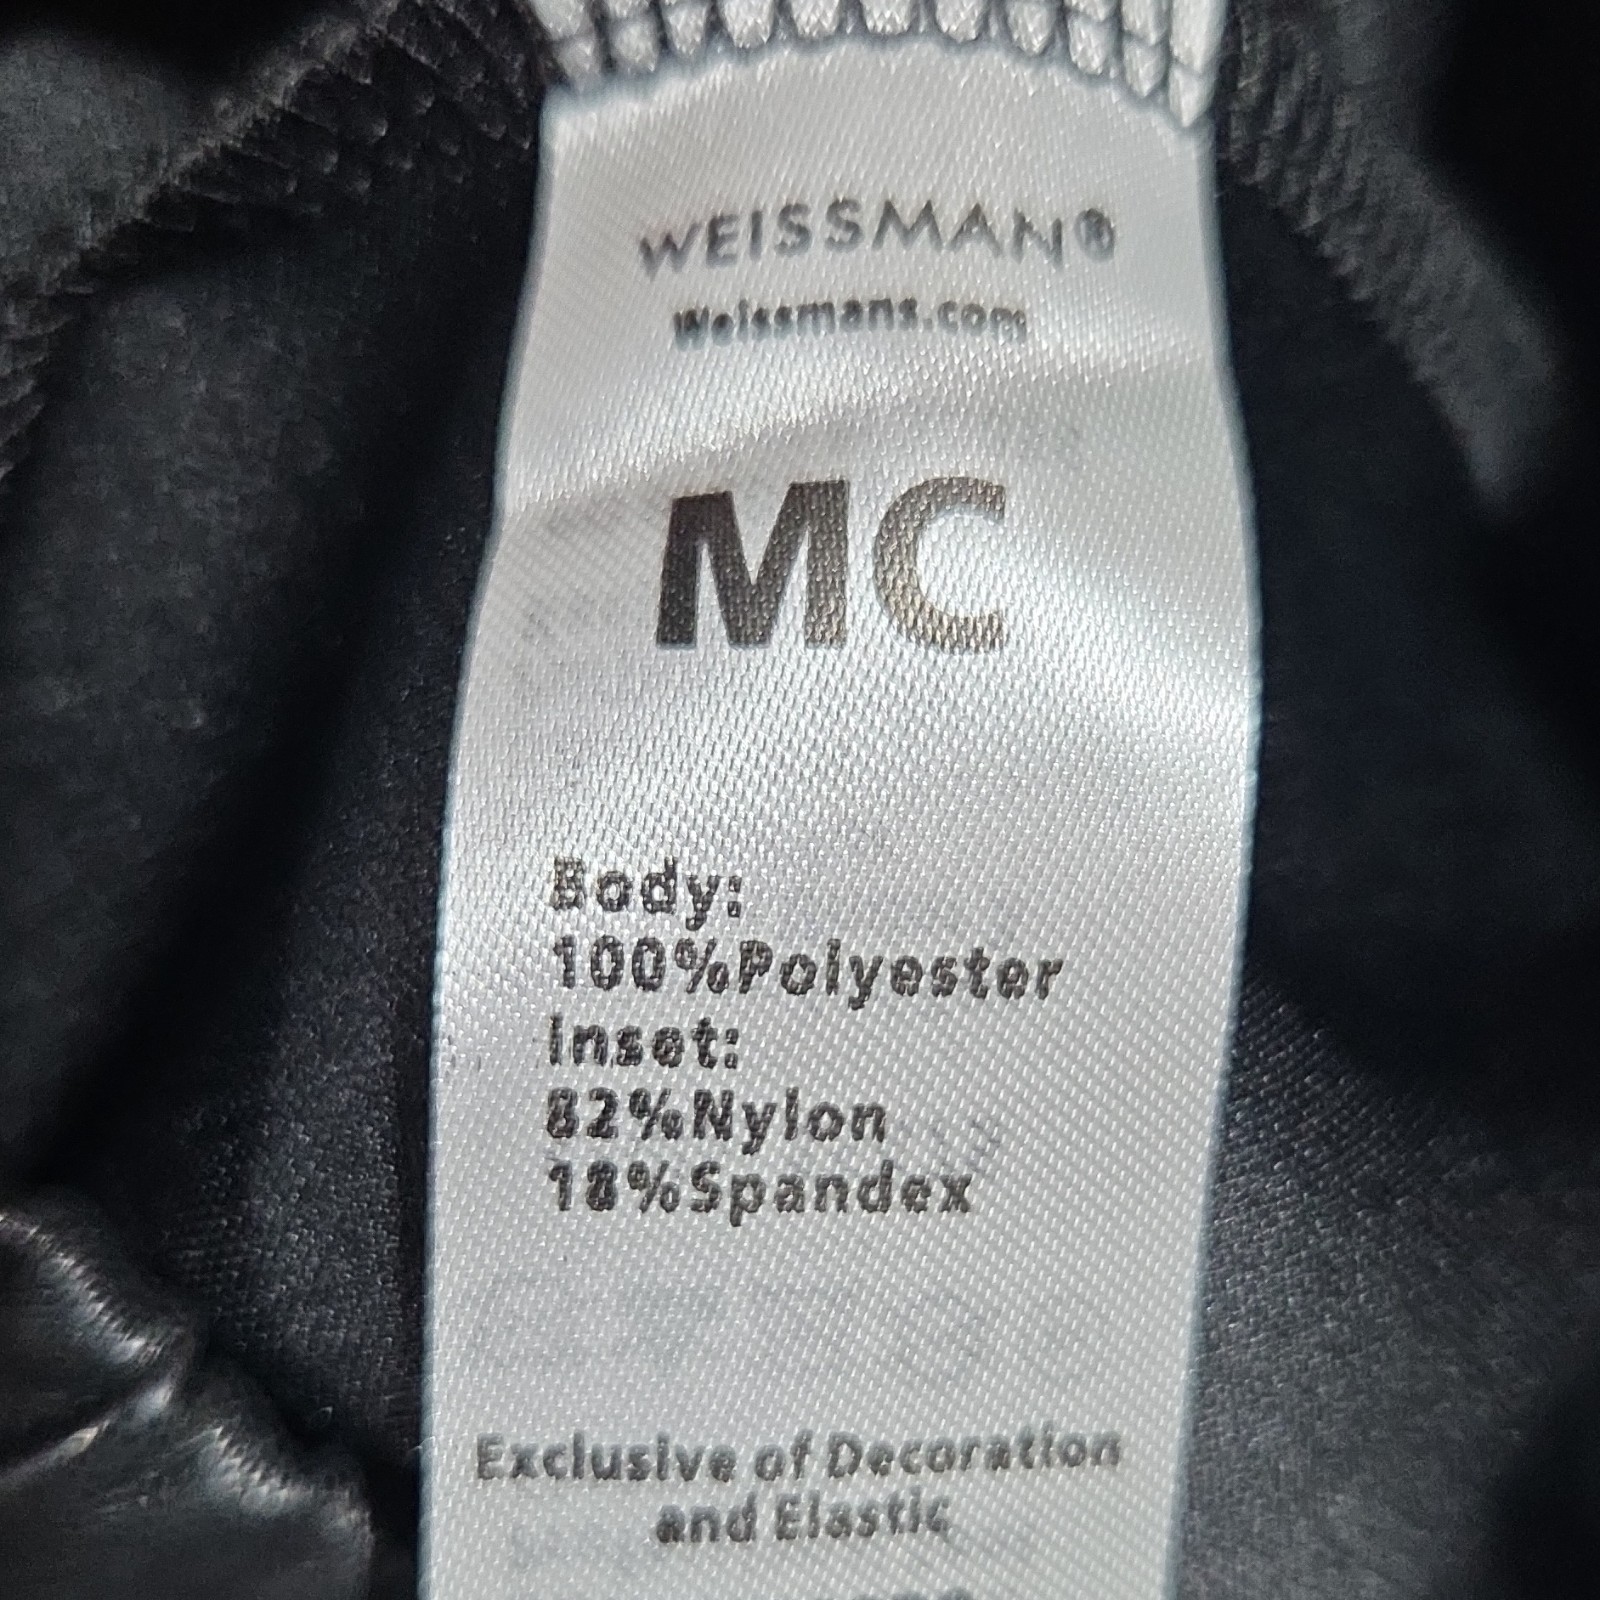 WEISSMAN®
Weissmans.com
MC
Body:
100%Polyester
Inset:
82%Nylon
18%Spandex
Exclusive of Decoration
and Elastic